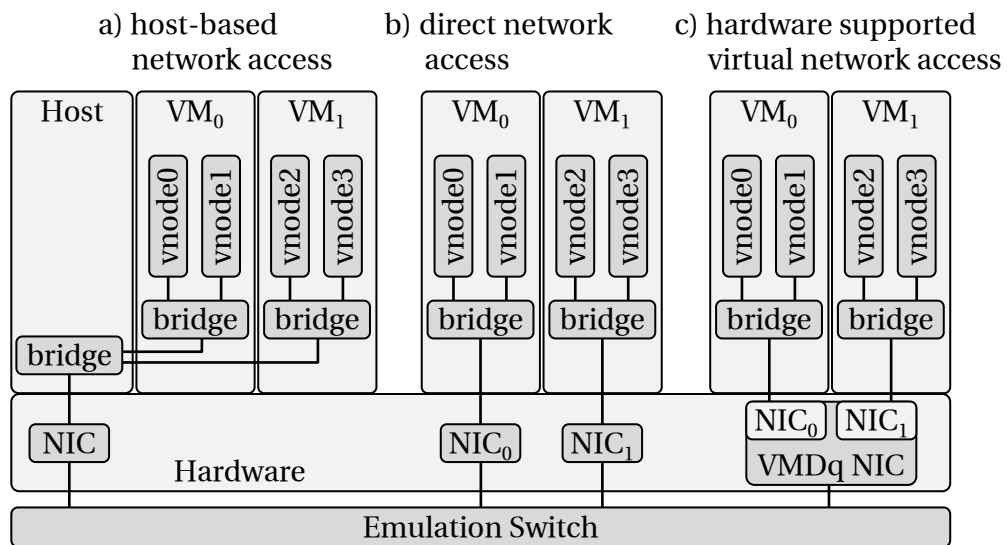 a) host-based
network access
b) direct network
access
c) hardware supported
virtual network access
Host
VM0
VM1
vnode0
vnode1
vnode2
vnode3
bridge
bridge
bridge
NIC
VM0
VM1
vnode0
vnode1
vnode2
vnode3
bridge
bridge
NIC0
NIC1
VM0
VM1
vnode0
vnode1
vnode2
vnode3
bridge
bridge
NIC0
NIC1
VMDq NIC
Hardware
Emulation Switch